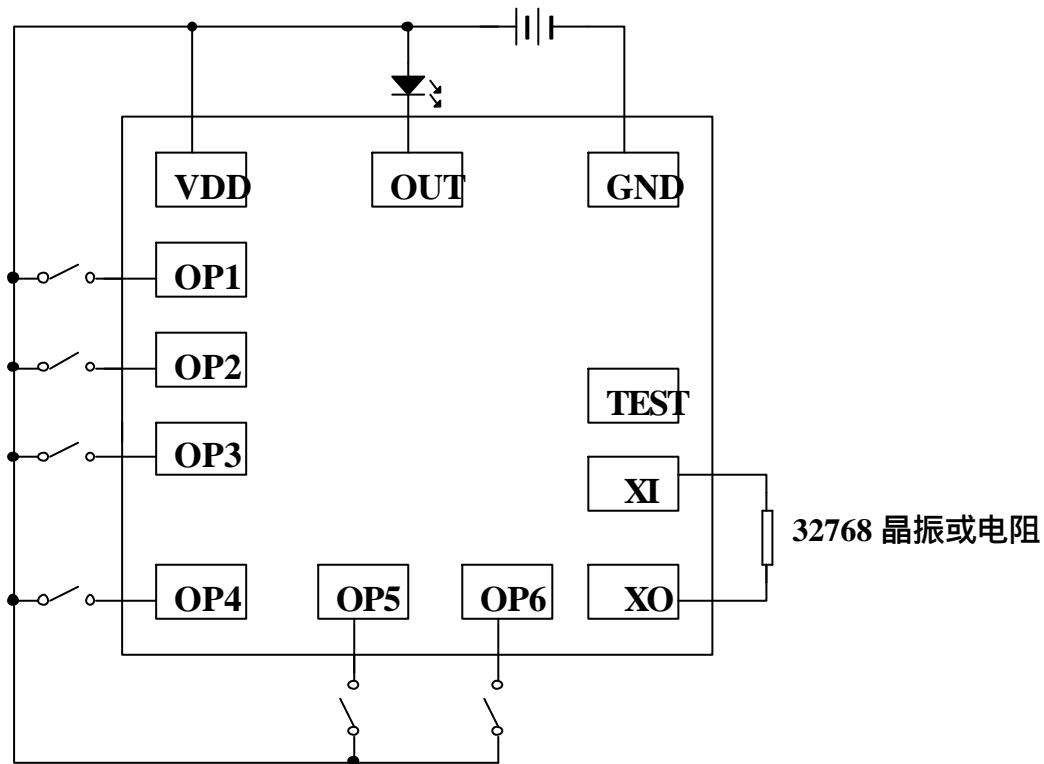 VDD
OUT
GND
OP1
OP2
TEST
OP3
XI
32768 晶振或电阻
OP4
OP5
OP6
XO